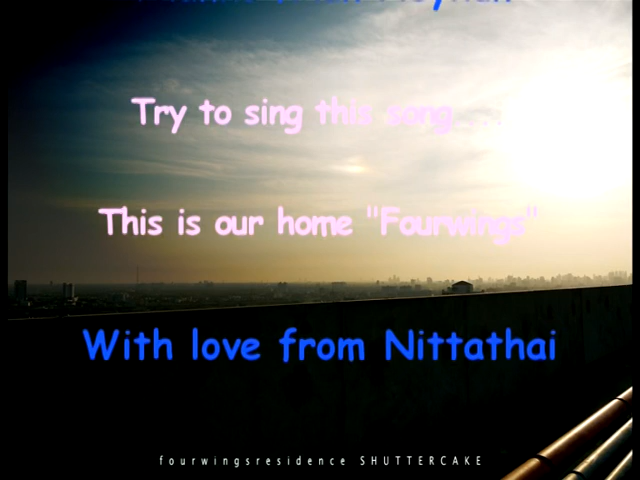 Try to sing this song . . .
This is our home "Fourwings"
With love from Nittathai
fourwingsresidence SHUTTERCAKE